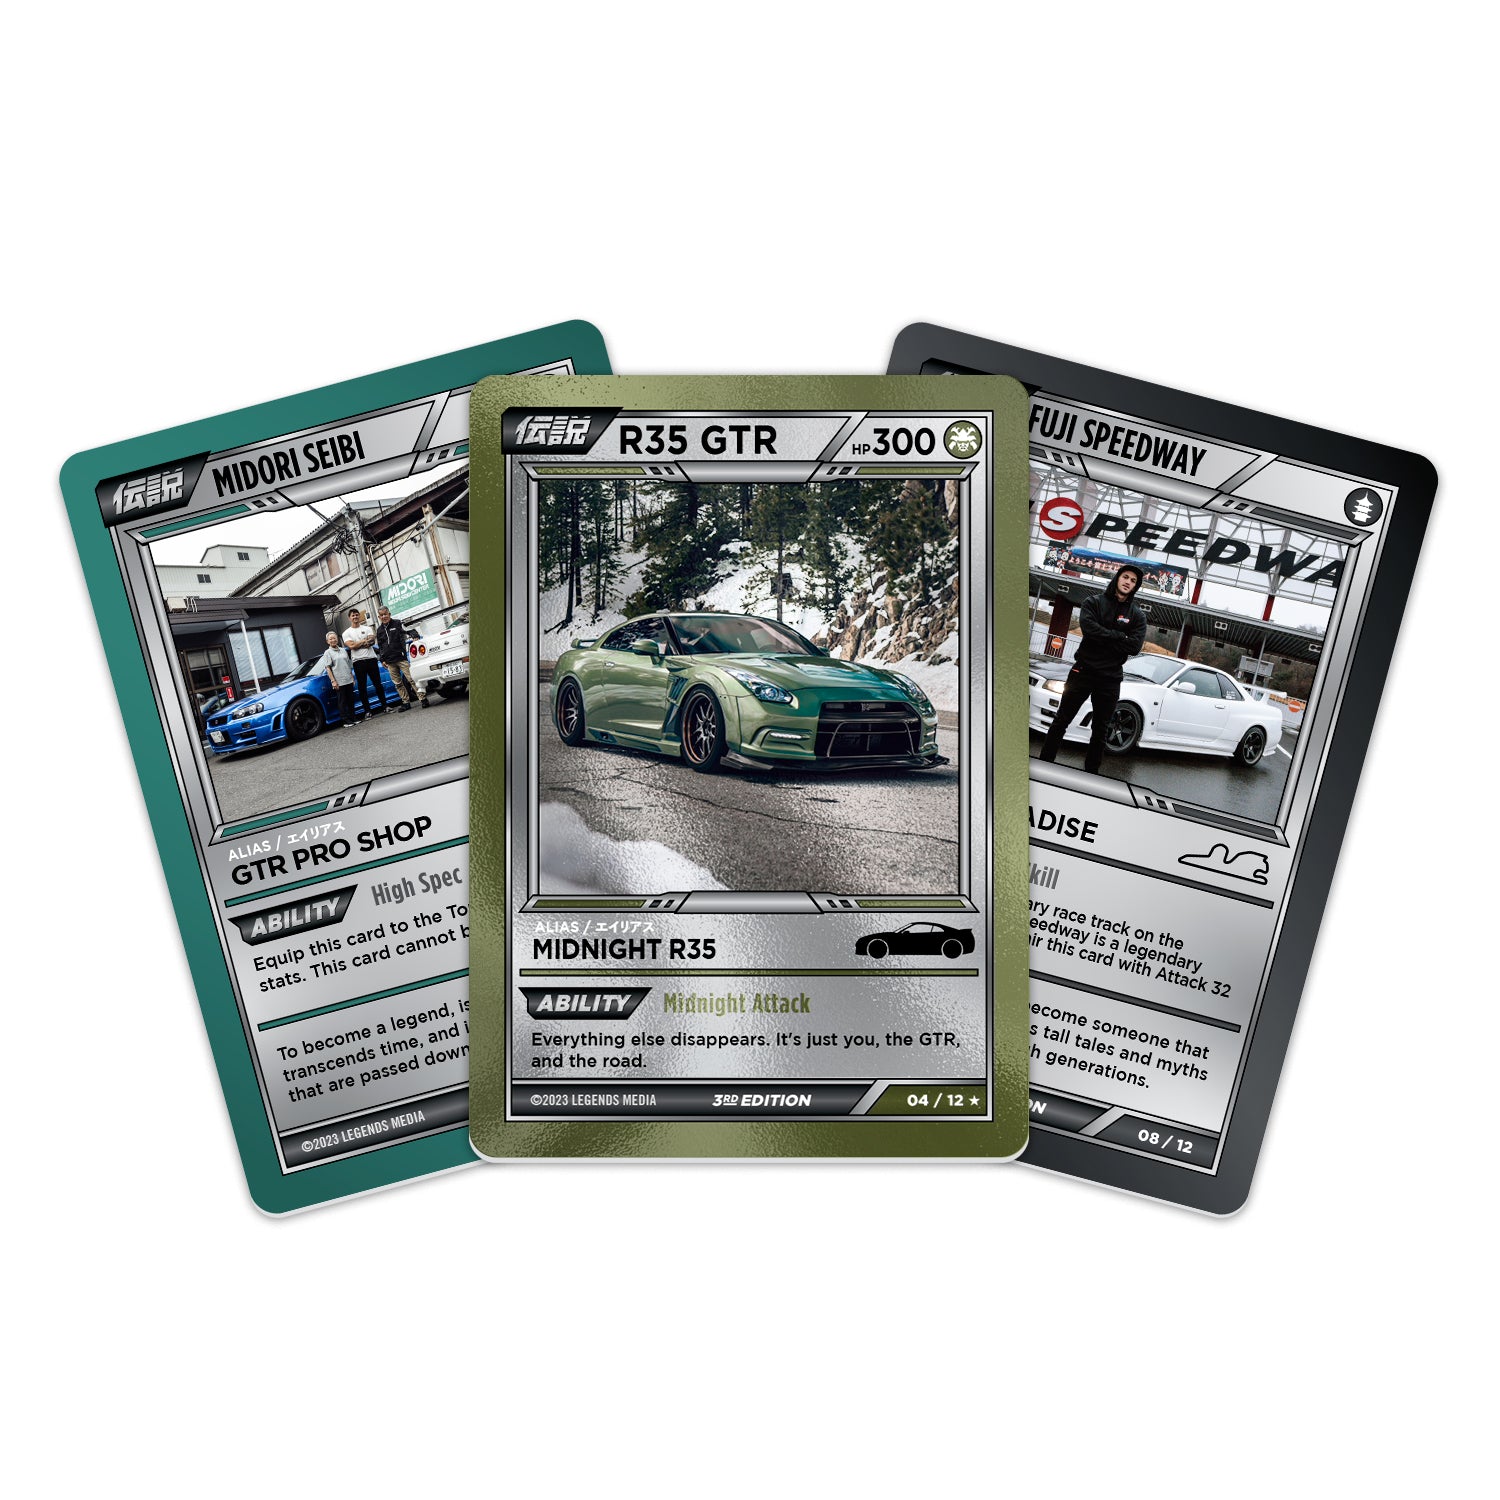 伝説
MIDORI SEIBI
MIDORI
ALIAS / エイリアス
GTR PRO SHOP
ABILITY
High Spec
Equip this card to the To
stats. This card cannot b
To become a legend, is
transcends time, and i
that are passed down
©2023 LEGENDS MEDIA
伝説
R35 GTR
HP 300
ALIAS / エイリアス
MIDNIGHT R35
ABILITY
Midnight Attack
Everything else disappears. It's just you, the GTR,
and the road.
©2023 LEGENDS MEDIA
3RD EDITION
04 / 12 ★
FUJI SPEEDWAY
SPEEDWA
ADISE
kill
ary race track on the
eedway is a legendary
air this card with Attack 32
ecome someone that
s tall tales and myths
h generations.
ON
08 / 12